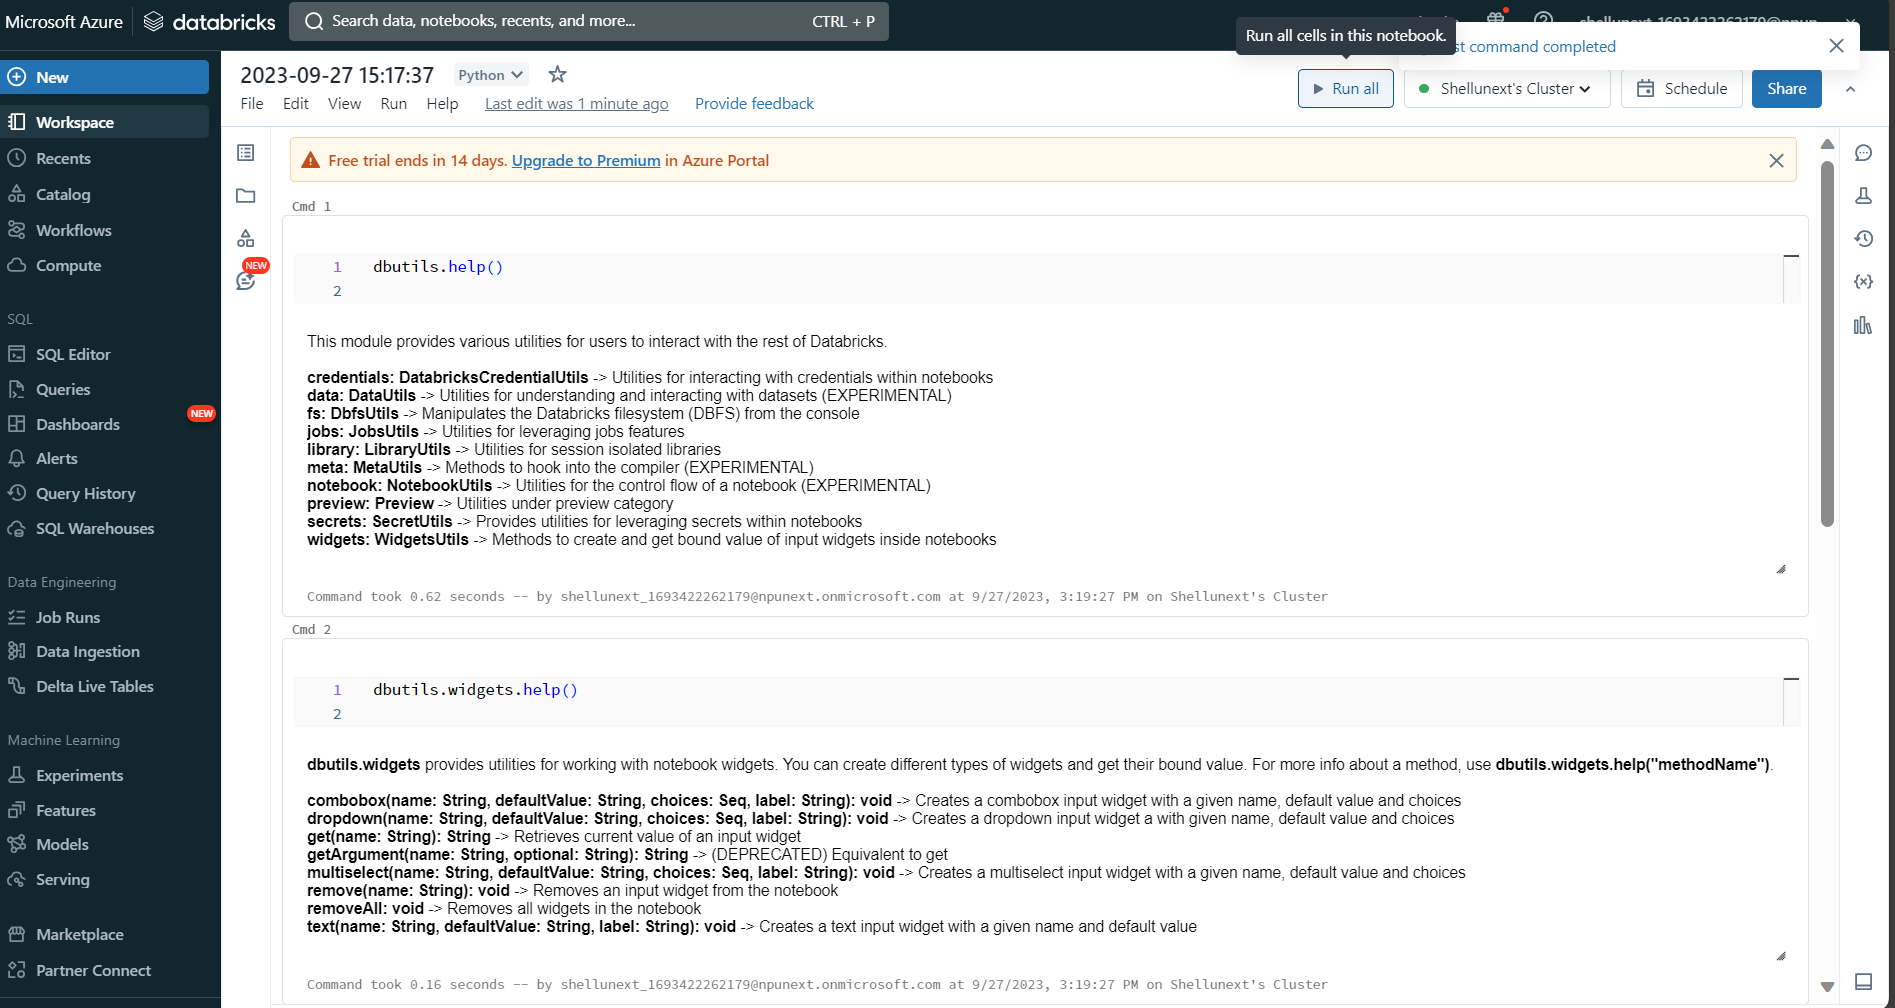 Microsoft Azure
databricks
Search data, notebooks, recents, and more...
CTRL + P
Run all cells in this notebook.
command completed
New
Workspace
Recents
Catalog
Workflows
Compute
SQL
SQL Editor
Queries
Dashboards
NEW
Alerts
Query History
SQL Warehouses
Data Engineering
Job Runs
Data Ingestion
Delta Live Tables
Machine Learning
Experiments
Features
Models
Serving
Marketplace
Partner Connect
2023-09-27 15:17:37
Python
File Edit View Run Help Last edit was 1 minute ago Provide feedback
Run all
Shellunext's Cluster
Schedule
Share
NEW
Free trial ends in 14 days. Upgrade to Premium in Azure Portal
Cmd 1
1 dbutils.help()
2
This module provides various utilities for users to interact with the rest of Databricks.
credentials: DatabricksCredentialUtils -> Utilities for interacting with credentials within notebooks
data: DataUtils -> Utilities for understanding and interacting with datasets (EXPERIMENTAL)
fs: DbfsUtils -> Manipulates the Databricks filesystem (DBFS) from the console
jobs: JobsUtils -> Utilities for leveraging jobs features
library: LibraryUtils -> Utilities for session isolated libraries
meta: MetaUtils -> Methods to hook into the compiler (EXPERIMENTAL)
notebook: NotebookUtils -> Utilities for the control flow of a notebook (EXPERIMENTAL)
preview: Preview -> Utilities under preview category
secrets: SecretUtils -> Provides utilities for leveraging secrets within notebooks
widgets: WidgetsUtils -> Methods to create and get bound value of input widgets inside notebooks
Command took 0.62 seconds -- by shellunext_1693422262179@npunext.onmicrosoft.com at 9/27/2023, 3:19:27 PM on Shellunext's Cluster
Cmd 2
1 dbutils.widgets.help()
2
dbutils.widgets provides utilities for working with notebook widgets. You can create different types of widgets and get their bound value. For more info about a method, use dbutils.widgets.help("methodName").
combobox(name: String, defaultValue: String, choices: Seq, label: String): void -> Creates a combobox input widget with a given name, default value and choices
dropdown(name: String, defaultValue: String, choices: Seq, label: String): void -> Creates a dropdown input widget a with given name, default value and choices
get(name: String): String -> Retrieves current value of an input widget
getArgument(name: String, optional: String): String -> (DEPRECATED) Equivalent to get
multiselect(name: String, defaultValue: String, choices: Seq, label: String): void -> Creates a multiselect input widget with a given name, default value and choices
remove(name: String): void -> Removes an input widget from the notebook
removeAll: void -> Removes all widgets in the notebook
text(name: String, defaultValue: String, label: String): void -> Creates a text input widget with a given name and default value
Command took 0.16 seconds -- by shellunext_1693422262179@npunext.onmicrosoft.com at 9/27/2023, 3:19:27 PM on Shellunext's Cluster